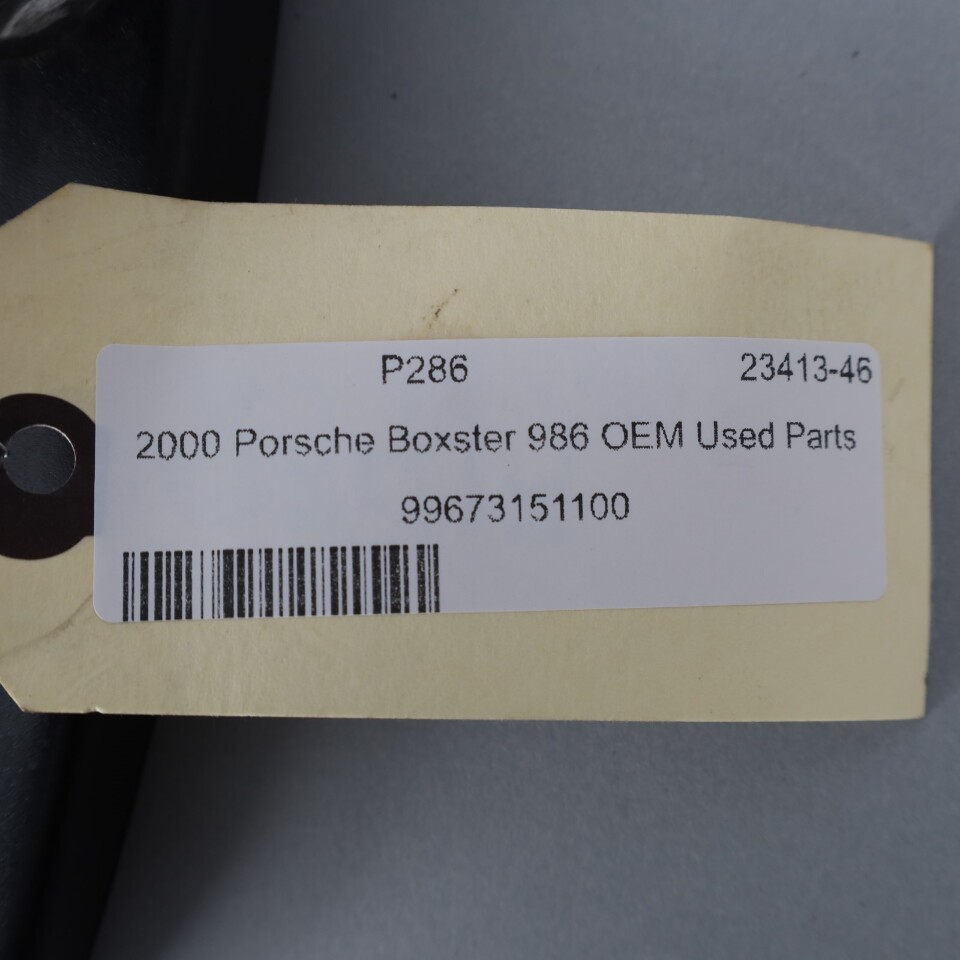 P286 23413-46
2000 Porsche Boxster 986 OEM Used Parts
99673151100